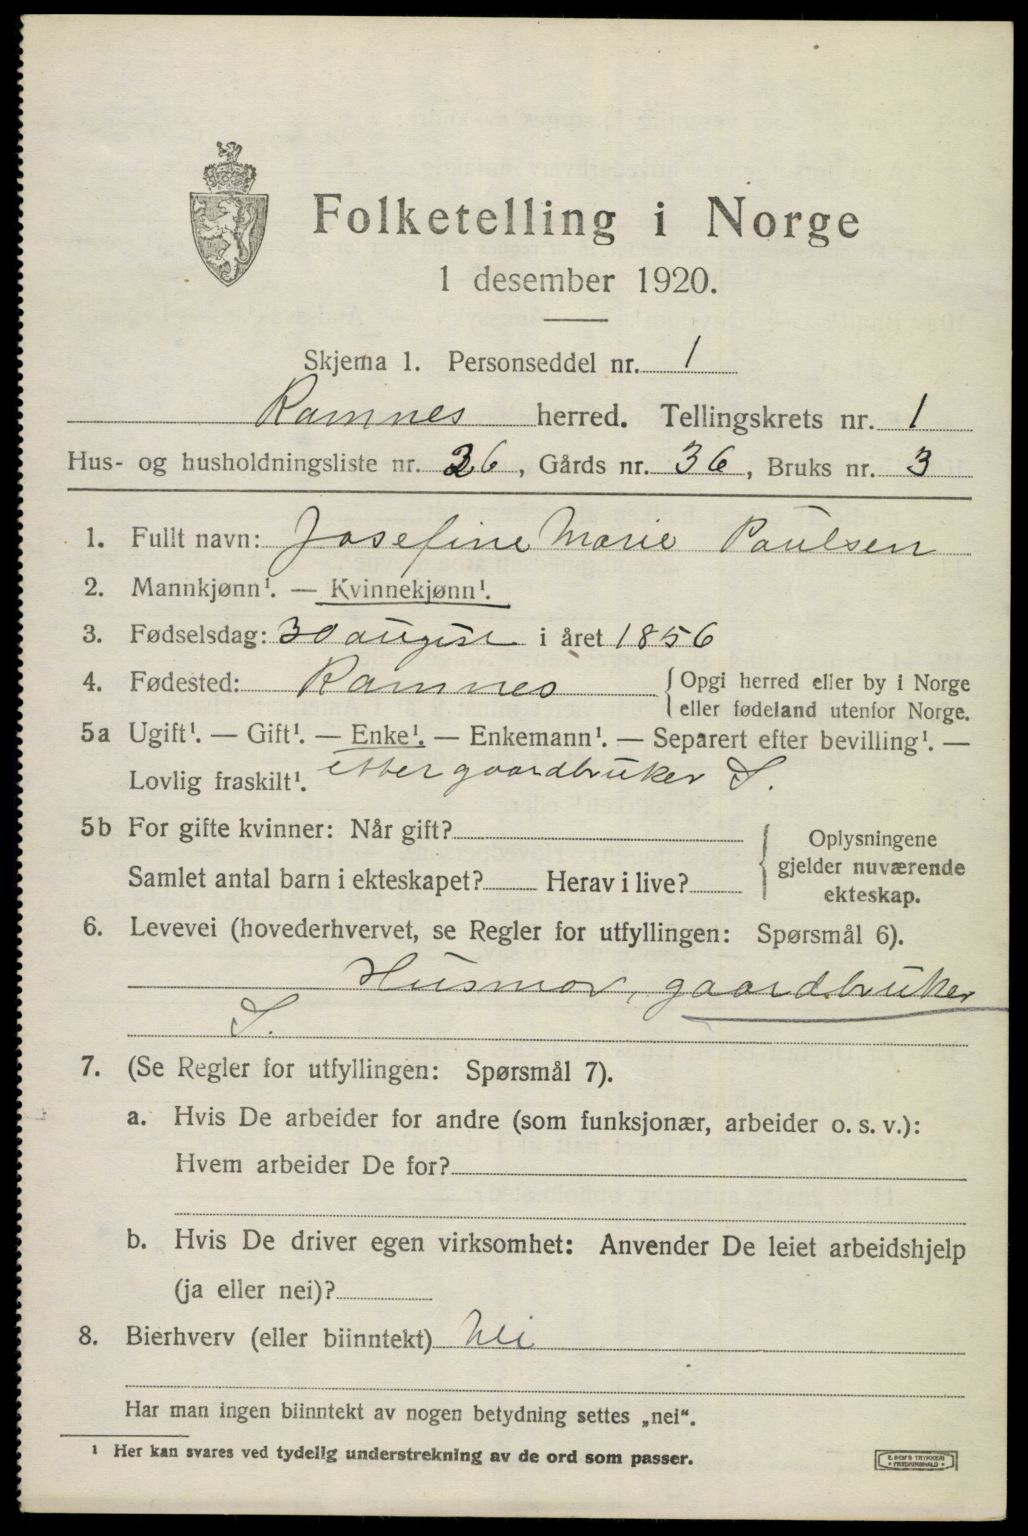 Folketelling i Norge
1 desember 1920.
Skjema 1. Personseddel nr. 1
Ramnes herred. Tellingskrets nr. 1
Hus- og husholdningsliste nr. 26, Gårds nr. 36, Bruks nr. 3
1. Fullt navn: Josefine Marie Paulsen
2. Mannkjønn¹. — Kvinnekjønn¹.
3. Fødselsdag: 30 august i året 1856
4. Fødested: Ramnes {Opgi herred eller by i Norge
eller fødeland utenfor Norge.
5a Ugift¹. — Gift¹. — Enke¹. — Enkemann¹. — Separert efter bevilling¹. —
Lovlig fraskilt¹. etter gaardbruker S.
5b For gifte kvinner: Når gift?
Samlet antal barn i ekteskapet? Herav i live?
{Oplysningene
gjelder nuværende
ekteskap.
6. Levevei (hovederhvervet, se Regler for utfyllingen: Spørsmål 6).
Husmor, gaardbruker
S.
7. (Se Regler for utfyllingen: Spørsmål 7).
a. Hvis De arbeider for andre (som funksjonær, arbeider o. s. v.):
Hvem arbeider De for?
b. Hvis De driver egen virksomhet: Anvender De leiet arbeidshjelp
(ja eller nei)?
8. Bierhverv (eller biinntekt) Nei
Har man ingen biinntekt av nogen betydning settes „nei“.
¹ Her kan svares ved tydelig understrekning av de ord som passer.